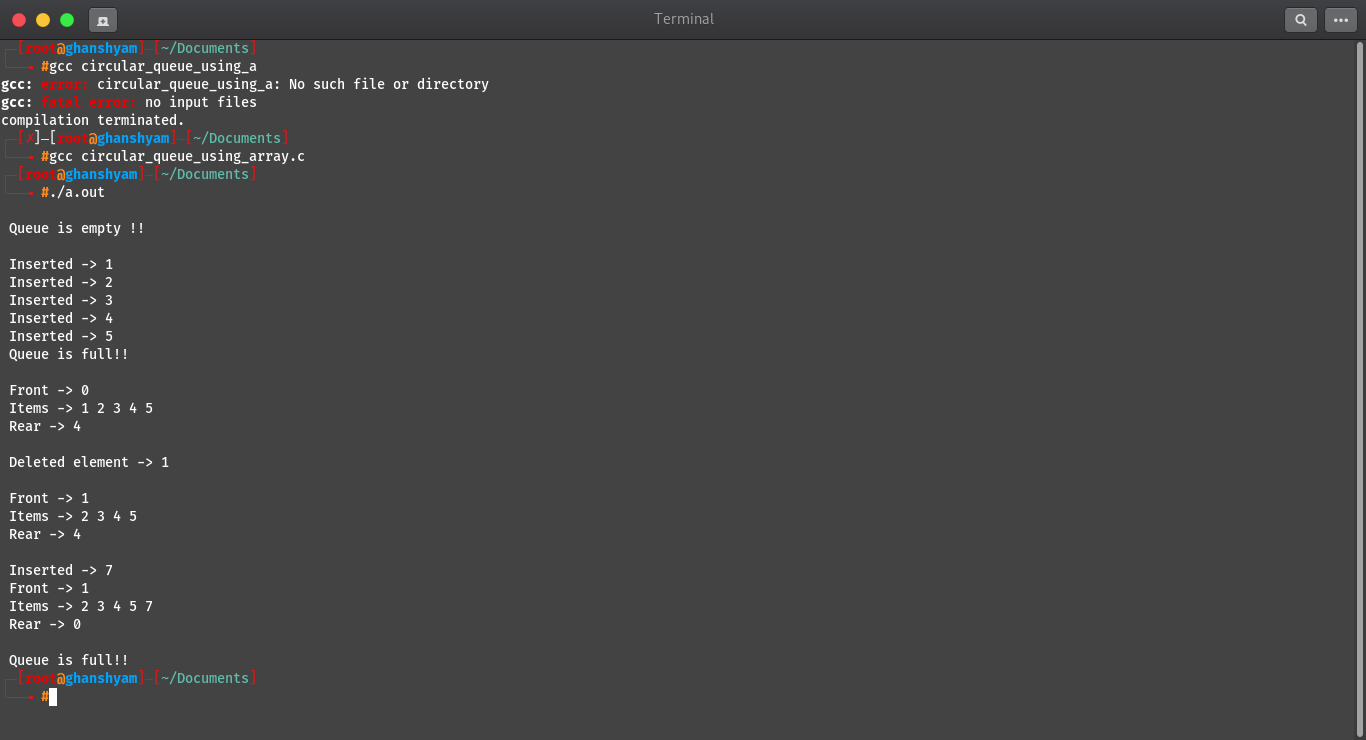 Terminal
[root@ghanshyam]─[~/Documents]
#gcc circular_queue_using_a
gcc: error: circular_queue_using_a: No such file or directory
gcc: fatal error: no input files
compilation terminated.
[✗]─[root@ghanshyam]─[~/Documents]
#gcc circular_queue_using_array.c
[root@ghanshyam]─[~/Documents]
#./a.out
Queue is empty !!
Inserted -> 1
Inserted -> 2
Inserted -> 3
Inserted -> 4
Inserted -> 5
Queue is full!!
Front -> 0
Items -> 1 2 3 4 5
Rear -> 4
Deleted element -> 1
Front -> 1
Items -> 2 3 4 5
Rear -> 4
Inserted -> 7
Front -> 1
Items -> 2 3 4 5 7
Rear -> 0
Queue is full!!
[root@ghanshyam]─[~/Documents]
#